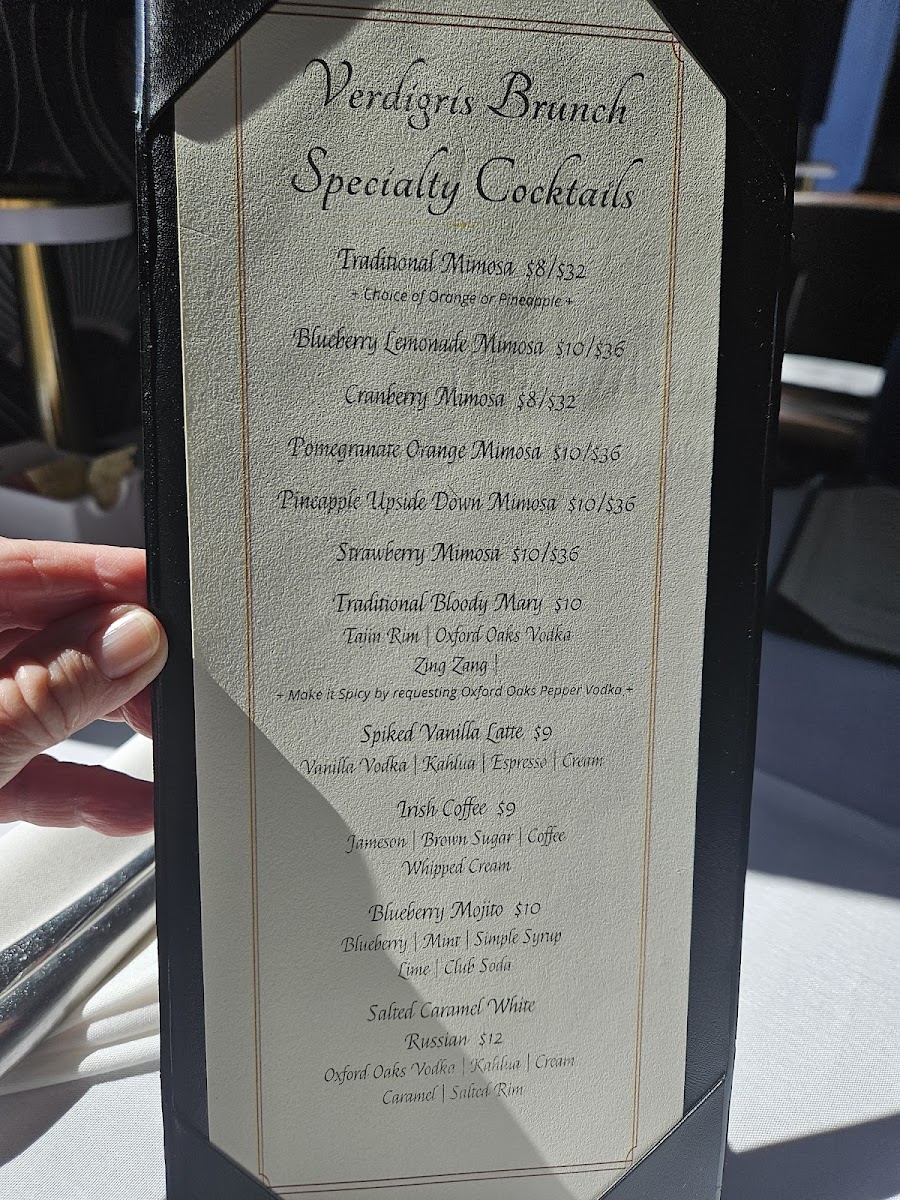 Verdigris Brunch
Specialty Cocktails
Traditional Mimosa $8/$32
~ Choice of Orange or Pineapple ~
Blueberry Lemonade Mimosa $10/$36
Cranberry Mimosa $8/$32
Pomegranate Orange Mimosa $10/$36
Pineapple Upside Down Mimosa $10/$36
Strawberry Mimosa $10/$36
Traditional Bloody Mary $10
Tajin Rim | Oxford Oaks Vodka
Zing Zang |
~ Make it Spicy by requesting Oxford Oaks Pepper Vodka ~
Spiked Vanilla Latte $9
Vanilla Vodka | Kahlua | Espresso | Cream
Irish Coffee $9
Jameson | Brown Sugar | Coffee
Whipped Cream
Blueberry Mojito $10
Blueberry | Mint | Simple Syrup
Lime | Club Soda
Salted Caramel White
Russian $12
Oxford Oaks Vodka | Kahlua | Cream
Caramel | Salted Rim